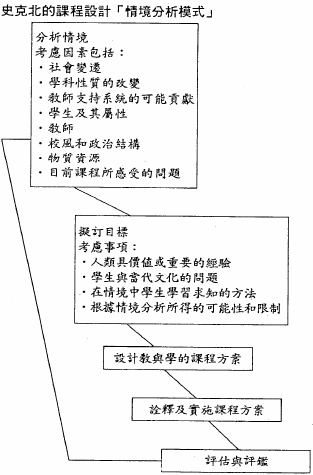 史克北的課程設計「情境分析模式」
分析情境
考慮因素包括：
・社會變遷
・學科性質的改變
・教師支持系統的可能貢獻
・學生及其屬性
・教師
・校風和政治結構
・物質資源
・目前課程所感受的問題
擬訂目標
考慮事項：
・人類具價值或重要的經驗
・學生與當代文化的問題
・在情境中學生學習求知的方法
・根據情境分析所得的可能性和限制
設計教與學的課程方案
詮釋及實施課程方案
評估與評鑑